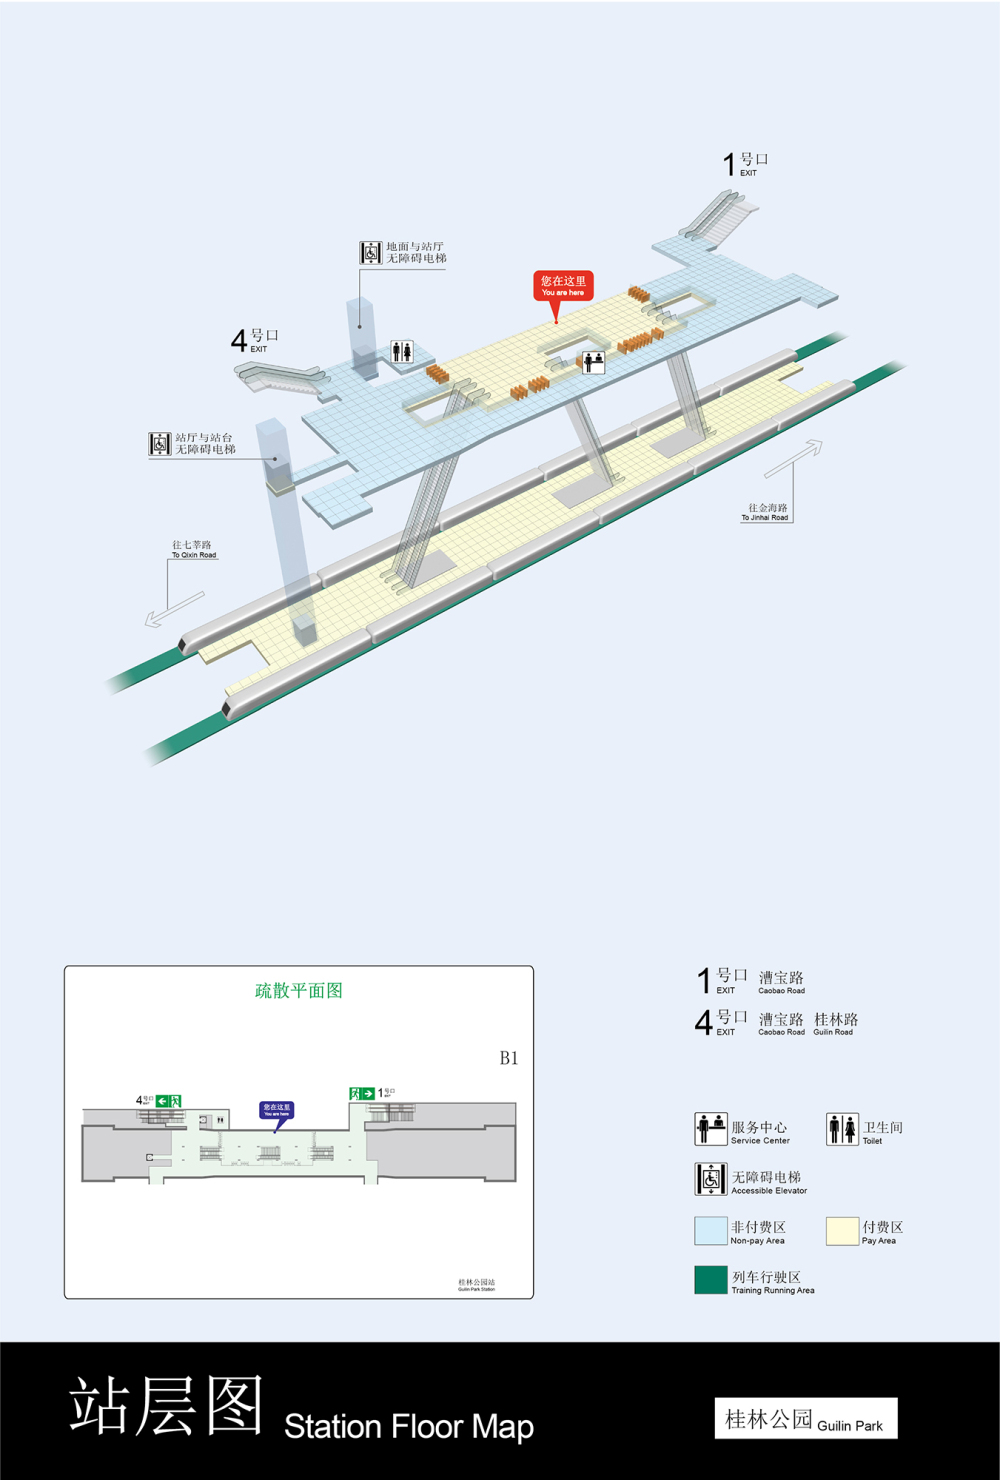 1 号口
EXIT
地面与站厅
无障碍电梯
您在这里
You are here
4 号口
EXIT
站厅与站台
无障碍电梯
往金海路
To Jinhai Road
往七莘路
To Qixin Road
疏散平面图
B1
4 号口
EXIT
1 号口
EXIT
您在这里
You are here
桂林公园站
Guilin Park Station
1 号口 漕宝路
EXIT Caobao Road
4 号口 漕宝路 桂林路
EXIT Caobao Road Guilin Road
服务中心
Service Center
卫生间
Toilet
无障碍电梯
Accessible Elevator
非付费区
Non-pay Area
付费区
Pay Area
列车行驶区
Training Running Area
站层图 Station Floor Map
桂林公园 Guilin Park